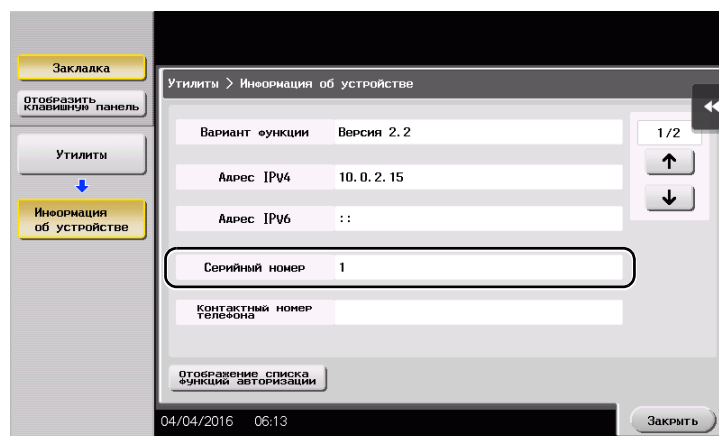 Закладка
Отобразить
клавишную панель
Утилиты
Информация
об устройстве
Утилиты > Информация об устройстве
Вариант функции Версия 2.2
1/2
Адрес IPv4 10.0.2.15
Адрес IPv6 ::
Серийный номер 1
Контактный номер
телефона
Отображение списка
функций авторизации
04/04/2016 06:13
Закрыть